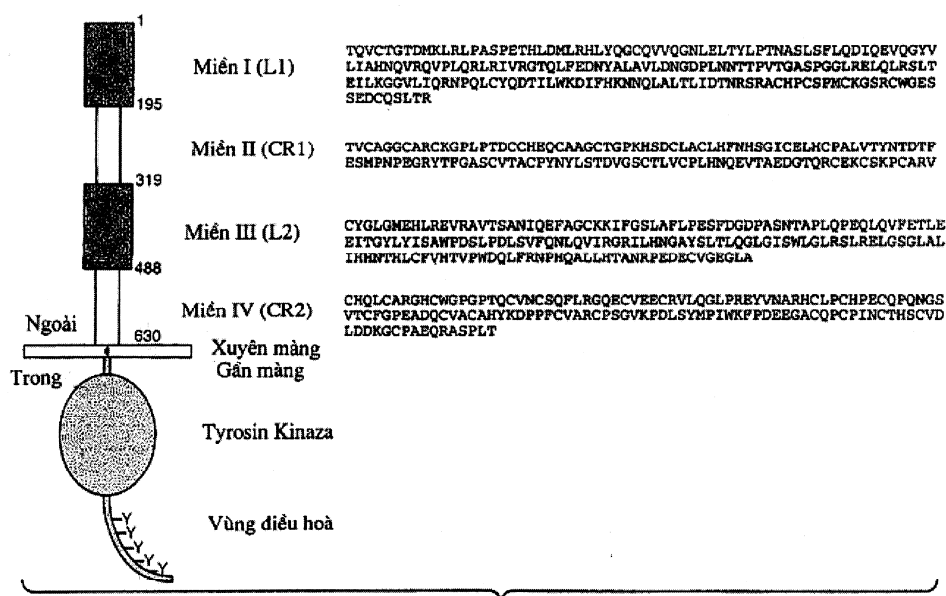 1
Miền I (L1)
TQVCTGTDMKLRLPASPETHLDMLRHLYQGCQVVQGNLELTYLPTNASLSFLQDIQEVQGYV
LIAHNQVRQVPLQRLRIVRGTQLFEDNYALAVLDNGDPLNNTTPVTGASPGGLRELQLRSLT
EILKGGVLIQRNPQLCYQDTILWKDIFHKNNQLALTLIDTNRSRACHPCSPMCKGSRCWGES
SEDCQSLTR
195
Miền II (CR1)
TVCAGGCARCKGPLPTDCCHEQCAAGCTGPKHSDCLACLHFNHSGICELHCPALVTYNTDTF
ESMPNPEGRYTFGASCVTACPYNYLSTDVGSCTLVCPLHNQEVTAEDGTQRCEKCSKPCARV
319
Miền III (L2)
CYGLGMEHLREVRAVTSANIQEFAGCKKIFGSLAFLPESFDGDPASNTAPLQPEQLQVFETLE
EITGYLYISAWPDSLPDLSVFQNLQVIRGRILHNGAYSLTLQGLGISWLGLRSLRELGSGLAL
IHHNTHLCFVHTVPWDQLFRNPHQALLHTANRPEDECVGEGLA
488
Miền IV (CR2)
CHQLCARGHCWGPGPTQCVNCSQFLRGQECVEECRVLQGLPREYVNARHCLPCHPECQPQNGS
VTCFGPEADQCVACAHYKDPPFCVARCPSGVKPDLSYMPIWKFPDEEGACQPCPINCTHSCVD
LDDKGCPAEQRASPLT
Ngoài
630
Xuyên màng
Trong
Gần màng
Tyrosin Kinaza
Vùng điều hoà
Y
Y
Y
Y
Y